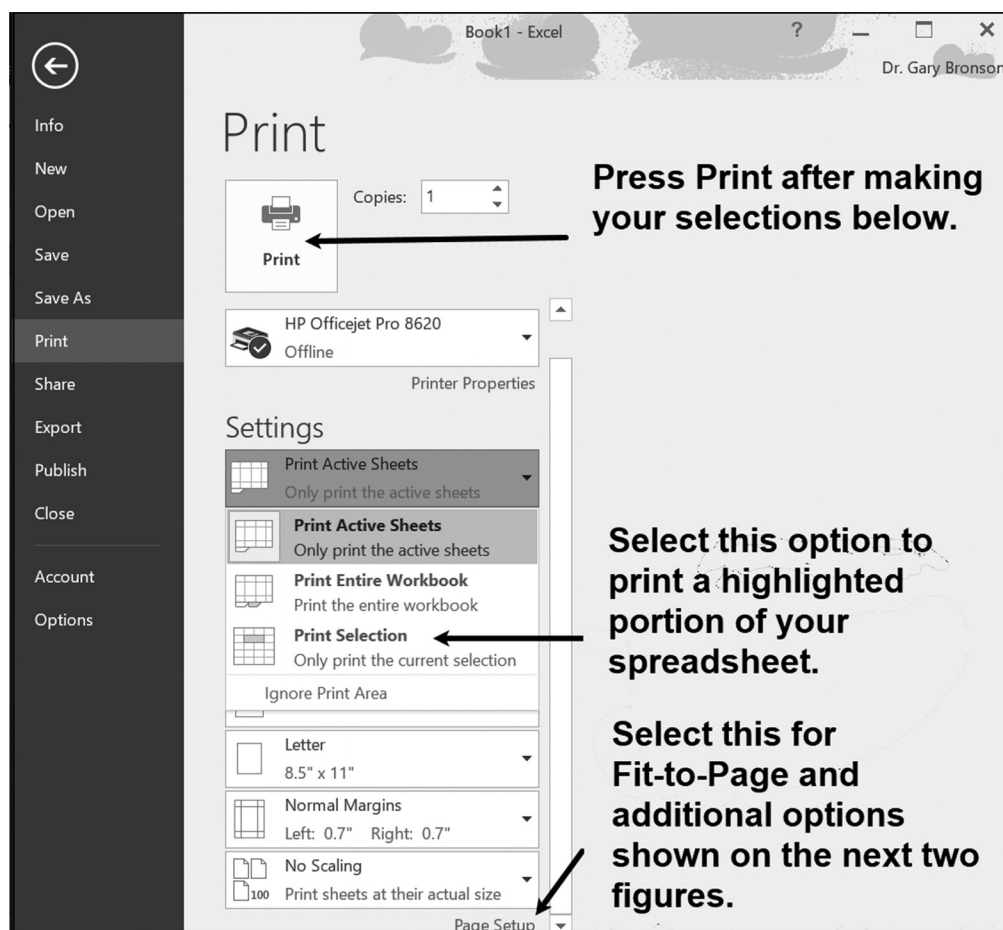 Book1 - Excel
?
Dr. Gary Bronson
Info
New
Open
Save
Save As
Print
Share
Export
Publish
Close
Account
Options
Print
Copies: 1
Print
Press Print after making
your selections below.
HP Officejet Pro 8620
Offline
Printer Properties
Settings
Print Active Sheets
Only print the active sheets
Print Active Sheets
Only print the active sheets
Print Entire Workbook
Print the entire workbook
Print Selection
Only print the current selection
Ignore Print Area
Select this option to
print a highlighted
portion of your
spreadsheet.
Letter
8.5" x 11"
Normal Margins
Left: 0.7" Right: 0.7"
100
No Scaling
Print sheets at their actual size
Page Setup
Select this for
Fit-to-Page and
additional options
shown on the next two
figures.